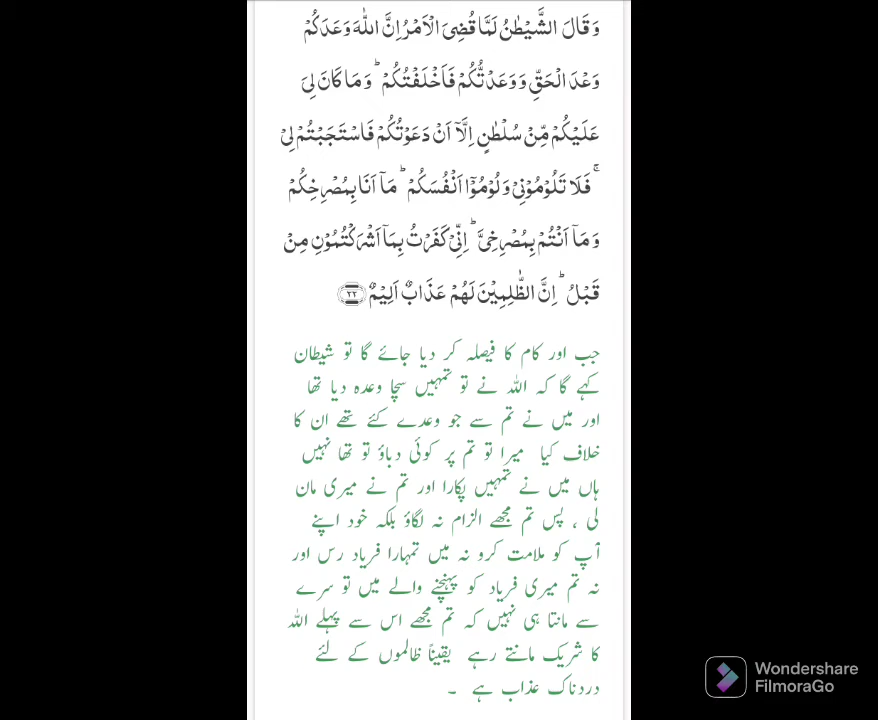 وَ قَالَ الشَّيْطٰنُ لَمَّا قُضِيَ الْاَمْرُ اِنَّ اللّٰهَ وَعَدَكُمْ
وَعْدَ الْحَقِّ وَ وَعَدْتُّكُمْ فَاَخْلَفْتُكُمْ ؕ وَ مَا كَانَ لِيَ
عَلَيْكُمْ مِّنْ سُلْطٰنٍ اِلَّاۤ اَنْ دَعَوْتُكُمْ فَاسْتَجَبْتُمْ لِيْ
ۚ فَلَا تَلُوْمُوْنِيْ وَ لُوْمُوْۤا اَنْفُسَكُمْ ؕ مَاۤ اَنَا بِمُصْرِخِكُمْ
وَ مَاۤ اَنْتُمْ بِمُصْرِخِيَّ ؕ اِنِّيْ كَفَرْتُ بِمَاۤ اَشْرَكْتُمُوْنِ مِنْ
قَبْلُ ؕ اِنَّ الظّٰلِمِيْنَ لَهُمْ عَذَابٌ اَلِيْمٌ ﴿۲۲﴾
جب اور کام کا فیصلہ کر دیا جائے گا تو شیطان
کہے گا کہ اللہ نے تو تمہیں سچا وعدہ دیا تھا
اور میں نے تم سے جو وعدے کئے تھے ان کا
خلاف کیا میرا تو تم پر کوئی دباؤ تو تھا نہیں
ہاں میں نے تمہیں پکارا اور تم نے میری مان
لی ، پس تم مجھے الزام نہ لگاؤ بلکہ خود اپنے
آپ کو ملامت کرو نہ میں تمہارا فریاد رس اور
نہ تم میری فریاد کو پہنچنے والے میں تو سرے
سے مانتا ہی نہیں کہ تم مجھے اس سے پہلے اللہ
کا شریک مانتے رہے یقیناً ظالموں کے لئے
دردناک عذاب ہے ۔
Wondershare
FilmoraGo